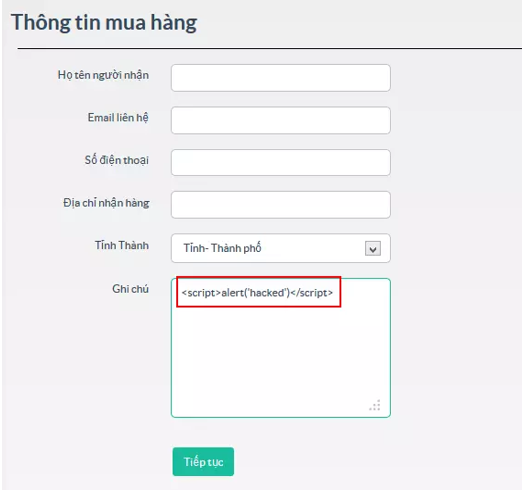 Thông tin mua hàng
Họ tên người nhận
Email liên hệ
Số điện thoại
Địa chỉ nhận hàng
Tỉnh Thành
Tỉnh- Thành phố
Ghi chú
<script>alert('hacked')</script>
Tiếp tục